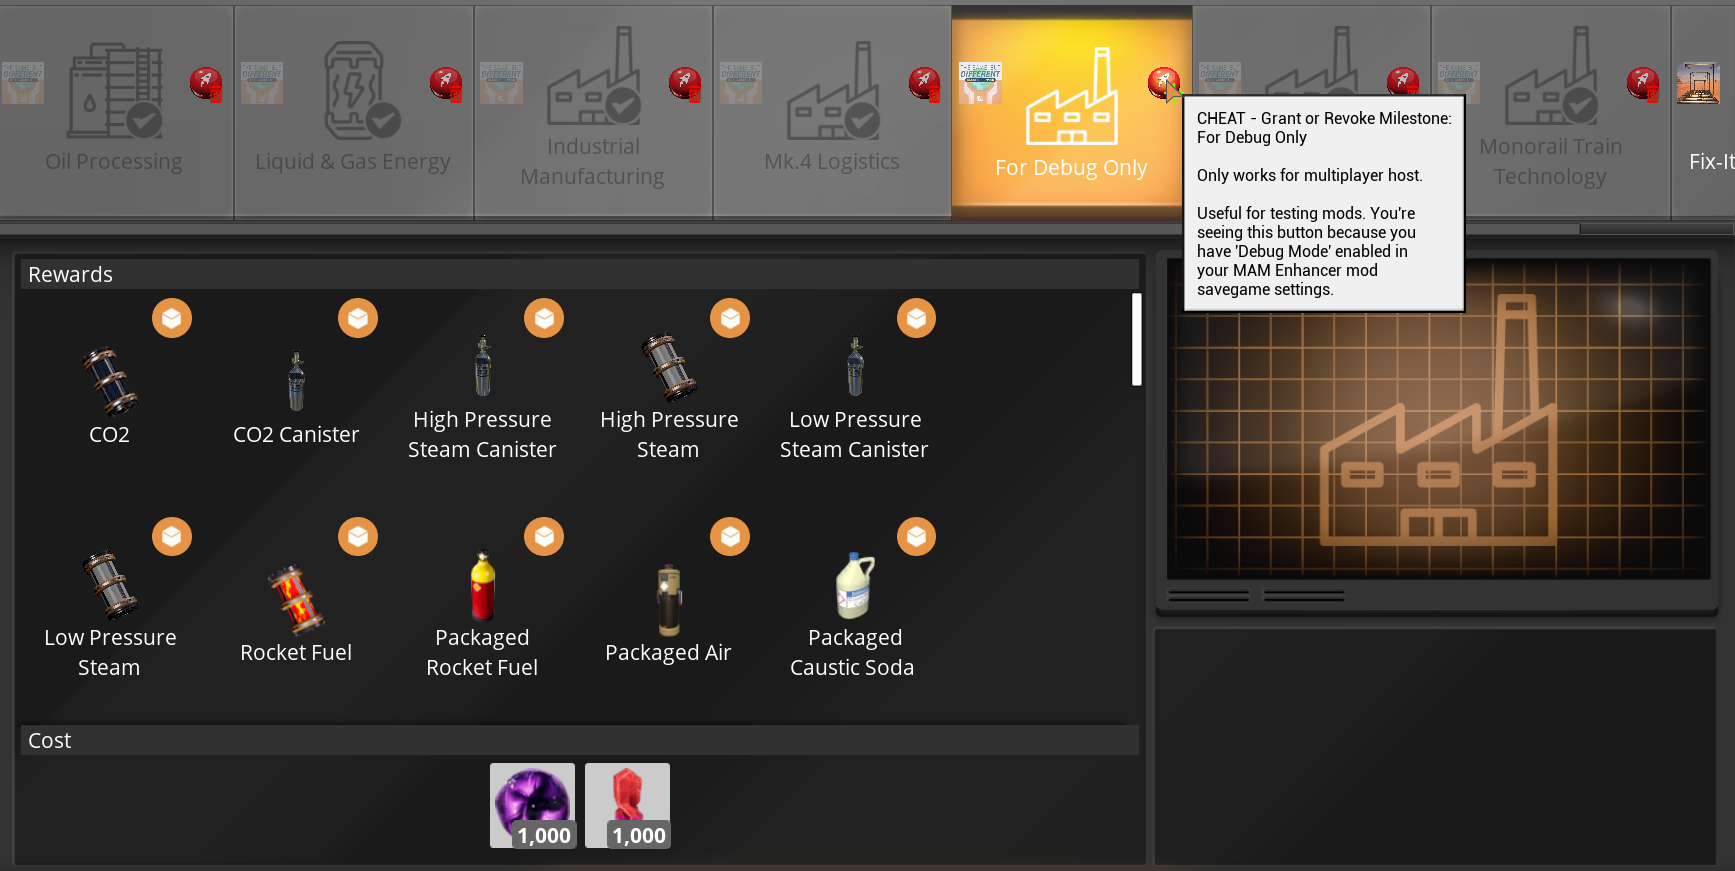 Oil Processing
Liquid & Gas Energy
Industrial
Manufacturing
Mk.4 Logistics
For Debug Only
Monorail Train
Technology
Fix-It
CHEAT - Grant or Revoke Milestone:
For Debug Only
Only works for multiplayer host.
Useful for testing mods. You're
seeing this button because you
have 'Debug Mode' enabled in
your MAM Enhancer mod
savegame settings.
Rewards
CO2
CO2 Canister
High Pressure
Steam Canister
High Pressure
Steam
Low Pressure
Steam Canister
Low Pressure
Steam
Rocket Fuel
Packaged
Rocket Fuel
Packaged Air
Packaged
Caustic Soda
Cost
1,000
1,000